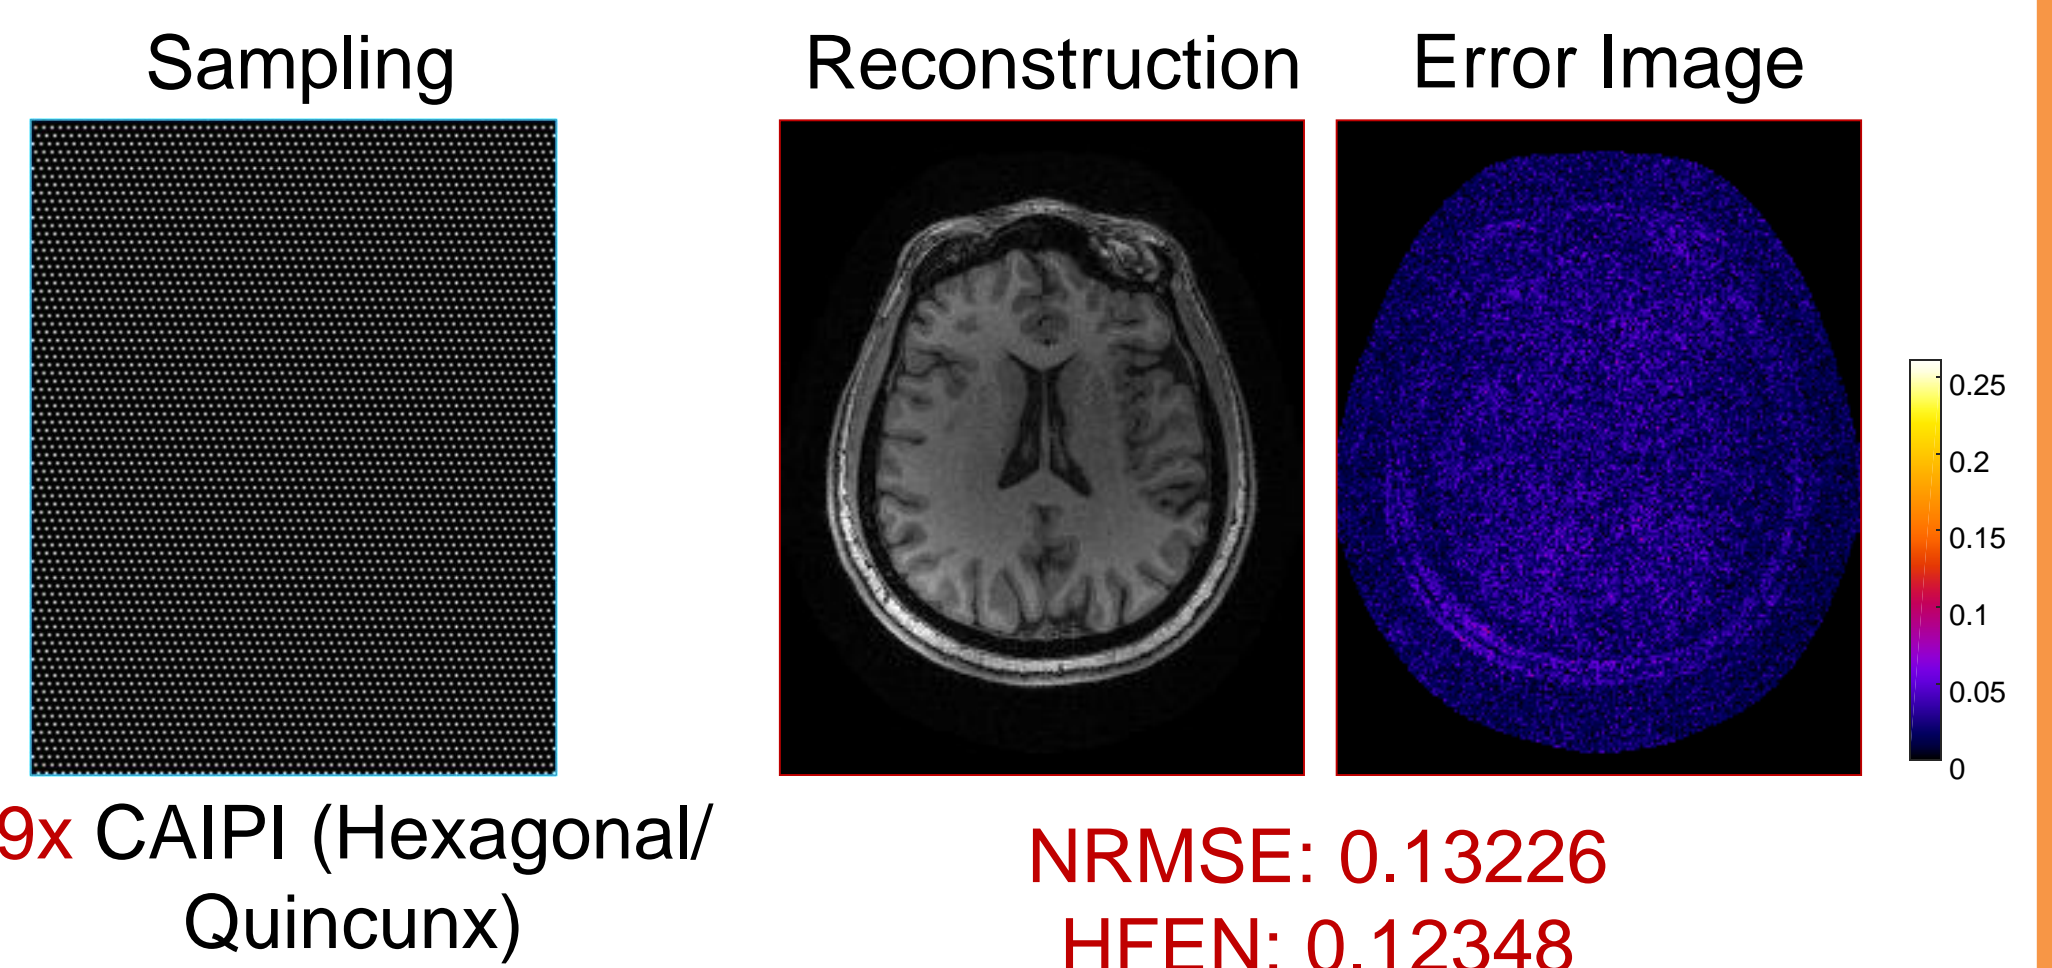 Sampling
Reconstruction
Error Image
0.25
0.2
0.15
0.1
0.05
0
9x CAIPI (Hexagonal/
Quincunx)
NRMSE: 0.13226
HFEN: 0.12348